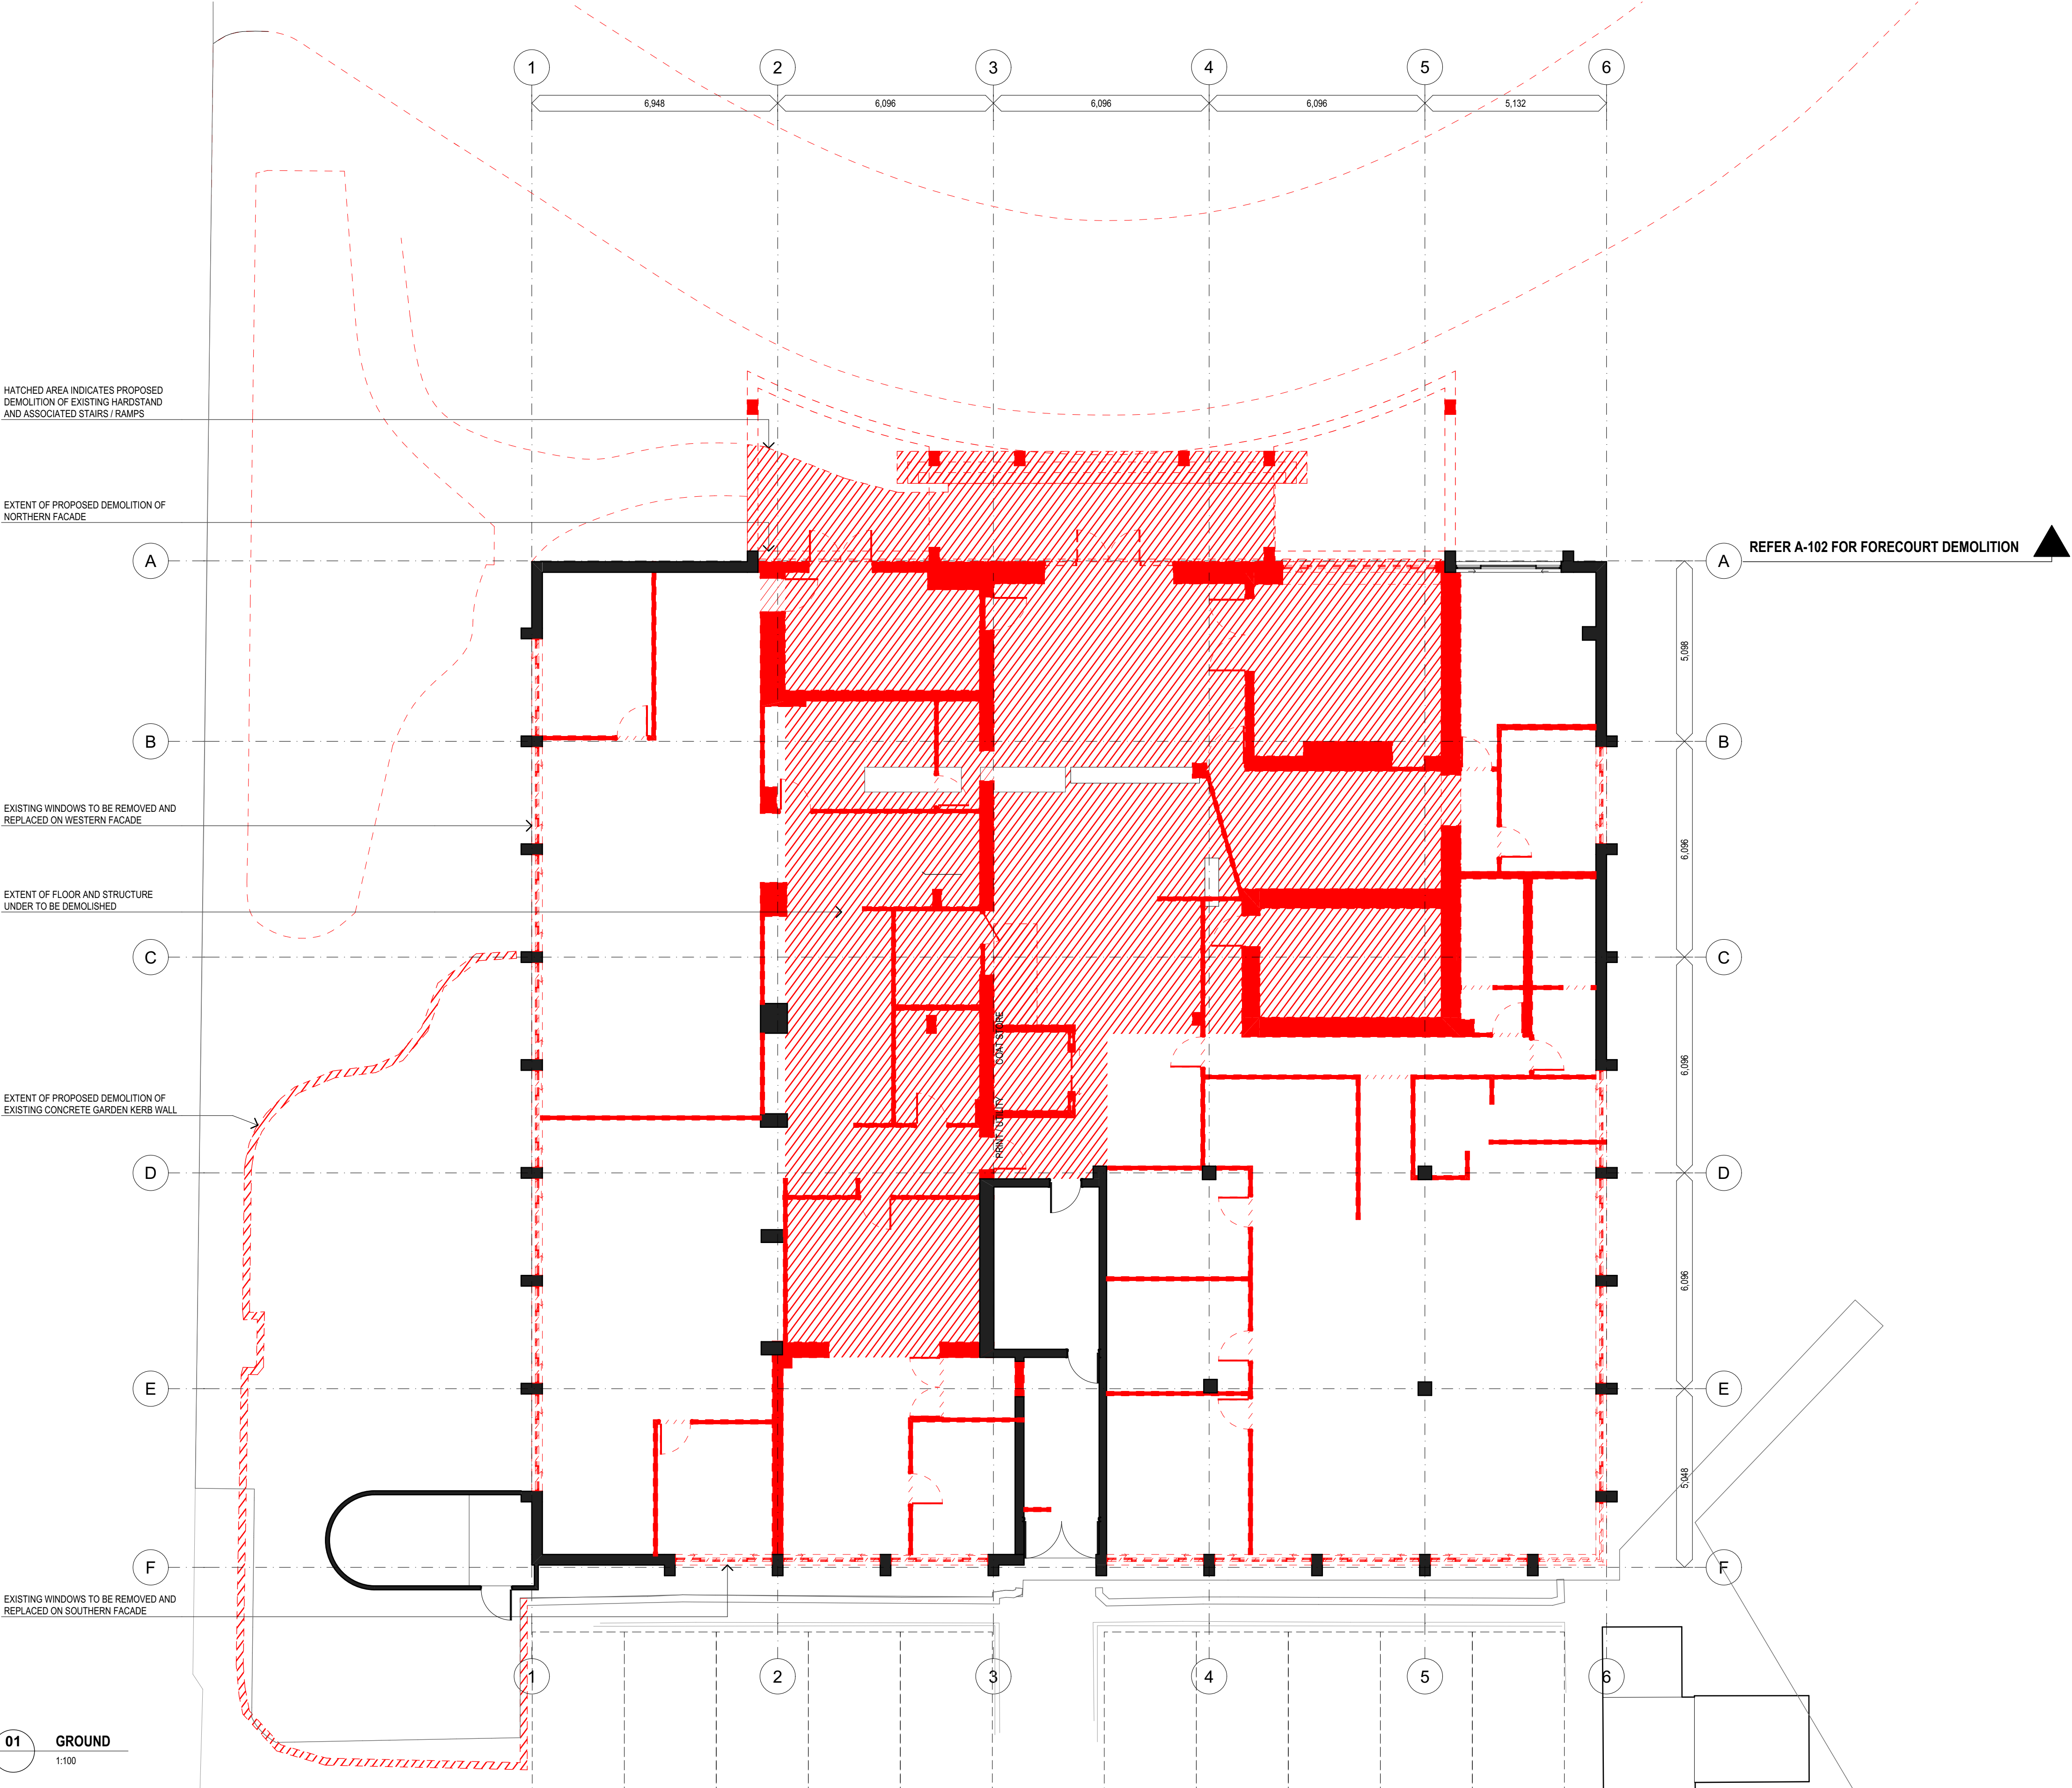 1
2
3
4
5
6
6,948
6,096
6,096
6,096
5,132
HATCHED AREA INDICATES PROPOSED
DEMOLITION OF EXISTING HARDSTAND
AND ASSOCIATED STAIRS / RAMPS
EXTENT OF PROPOSED DEMOLITION OF
NORTHERN FACADE
A
A
REFER A-102 FOR FORECOURT DEMOLITION
5,098
B
B
EXISTING WINDOWS TO BE REMOVED AND
REPLACED ON WESTERN FACADE
6,096
EXTENT OF FLOOR AND STRUCTURE
UNDER TO BE DEMOLISHED
C
C
COAT STORE
6,096
EXTENT OF PROPOSED DEMOLITION OF
EXISTING CONCRETE GARDEN KERB WALL
PRINT / UTILITY
D
D
6,096
E
E
5,048
F
F
EXISTING WINDOWS TO BE REMOVED AND
REPLACED ON SOUTHERN FACADE
1
2
3
4
5
6
01
GROUND
1:100